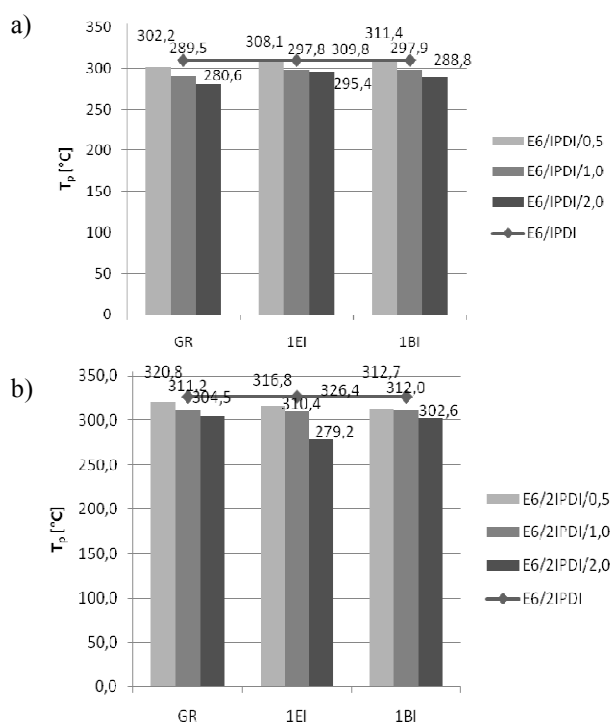 a)
302,2
289,5
280,6
308,1
297,8
309,8
295,4
311,4
297,9
288,8
350
300
250
200
150
100
50
0
Tp [°C]
GR
1EI
1BI
E6/IPDI/0,5
E6/IPDI/1,0
E6/IPDI/2,0
E6/IPDI
b)
320,8
311,2
304,5
316,8
310,4
326,4
279,2
312,7
312,0
302,6
350,0
300,0
250,0
200,0
150,0
100,0
50,0
0,0
Tp [°C]
GR
1EI
1BI
E6/2IPDI/0,5
E6/2IPDI/1,0
E6/2IPDI/2,0
E6/2IPDI